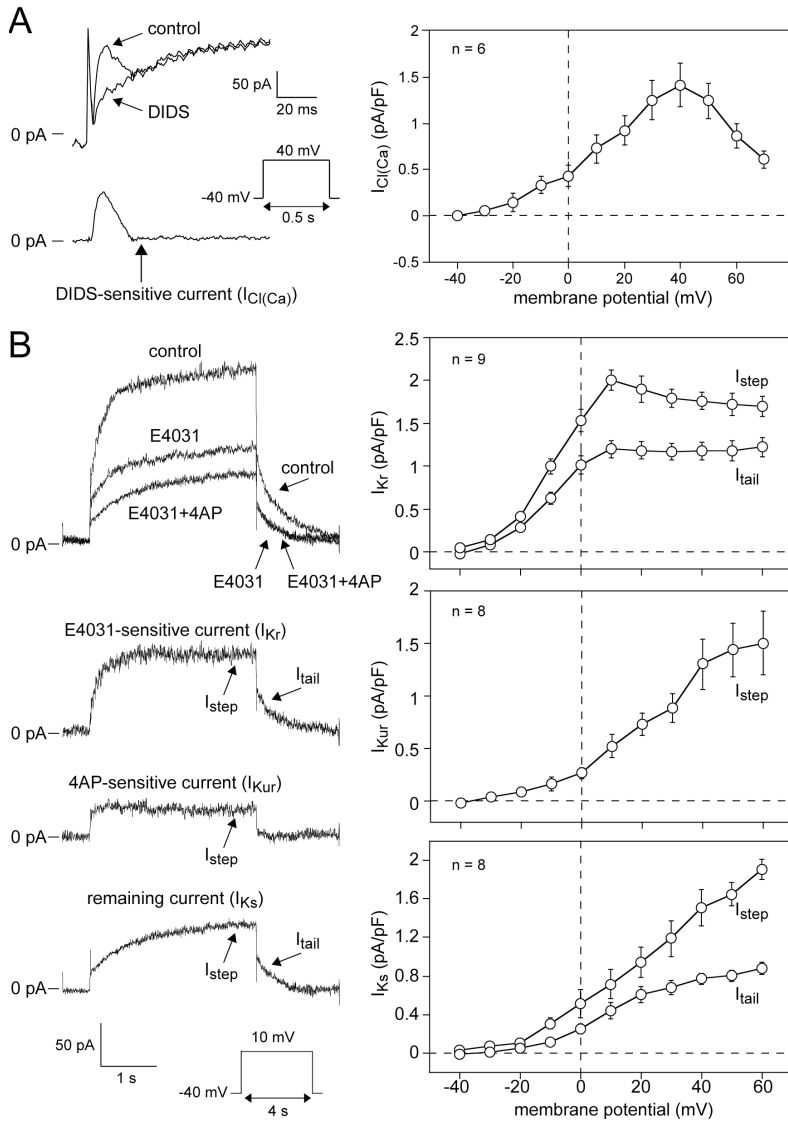 A
control
DIDS
0 pA
50 pA
20 ms
40 mV
-40 mV
0.5 s
0 pA
DIDS-sensitive current (ICl(Ca))
n = 6
ICl(Ca) (pA/pF)
2
1.5
1
0.5
0
-0.5
-40 -20 0 20 40 60
membrane potential (mV)
B
control
E4031
E4031+4AP
control
0 pA
E4031 E4031+4AP
E4031-sensitive current (IKr)
Itail
Istep
0 pA
4AP-sensitive current (IKur)
0 pA
Istep
remaining current (IKs)
Itail
Istep
0 pA
50 pA
1 s
10 mV
-40 mV
4 s
n = 9
IKr (pA/pF)
2.5
2
1.5
1
0.5
0
Istep
Itail
n = 8
IKur (pA/pF)
2
1.5
1
0.5
0
Istep
n = 8
IKs (pA/pF)
2
1.6
1.2
0.8
0.4
0
Istep
Itail
-40 -20 0 20 40 60
membrane potential (mV)